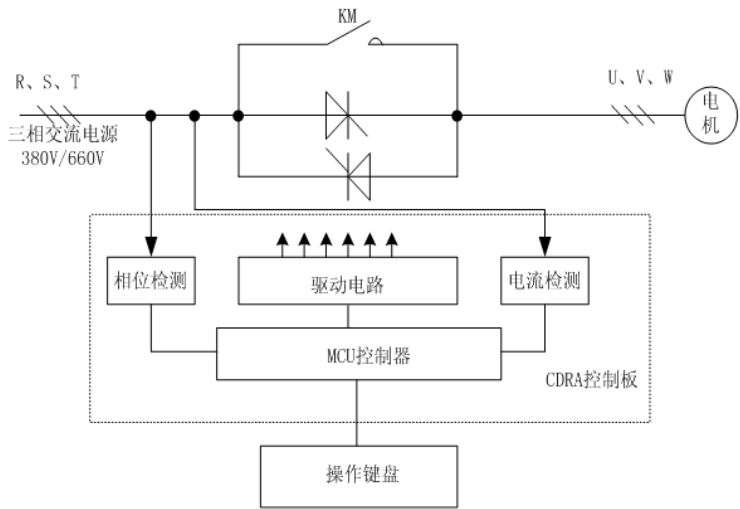 KM
R、S、T
U、V、W
三相交流电源
380V/660V
电
机
相位检测
驱动电路
电流检测
MCU控制器
CDRA控制板
操作键盘